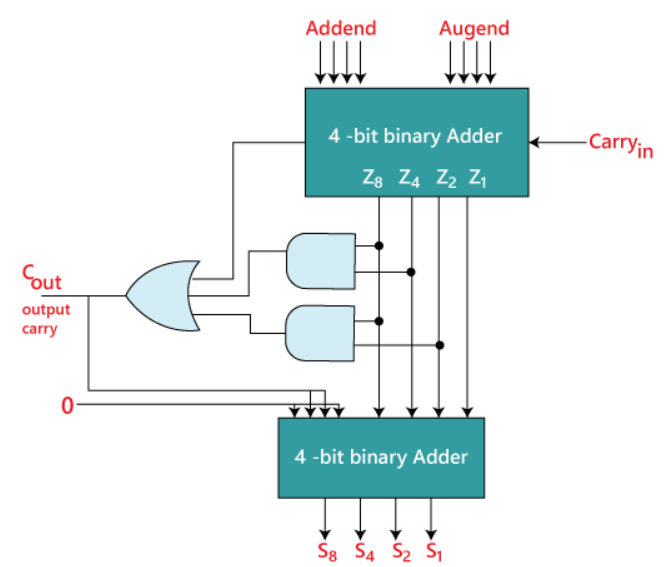 Addend Augend
4 -bit binary Adder
Carryin
Z8 Z4 Z2 Z1
Cout
output
carry
0
4 -bit binary Adder
S8 S4 S2 S1